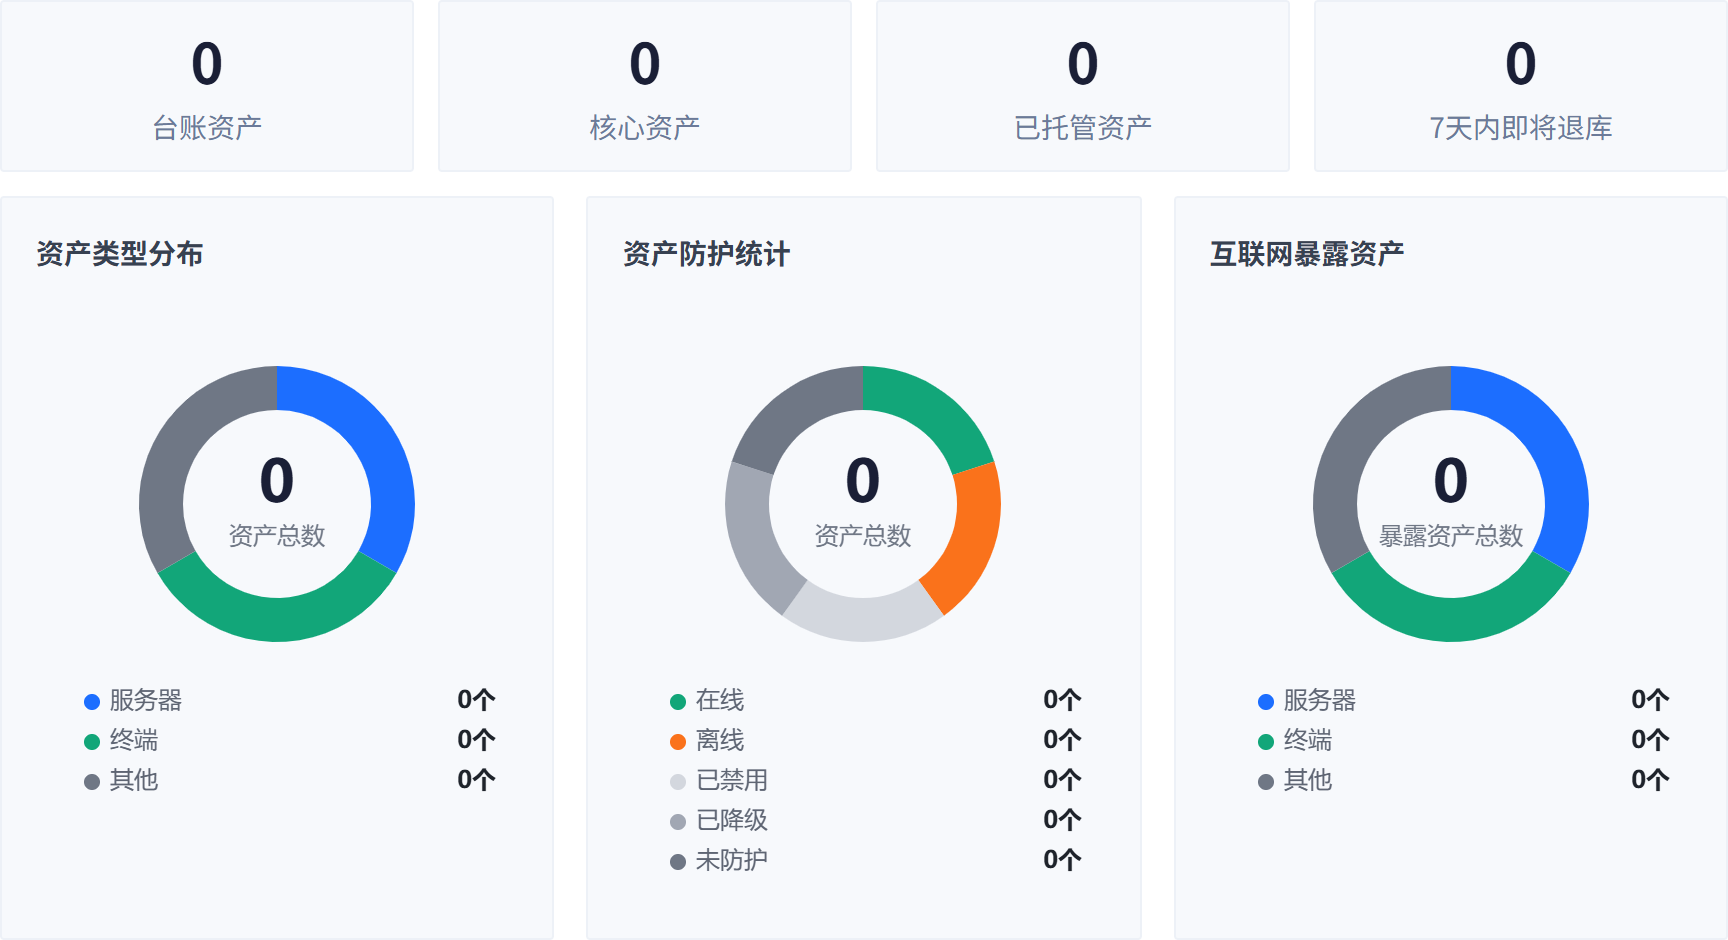 0
台账资产
0
核心资产
0
已托管资产
0
7天内即将退库
资产类型分布
0
资产总数
服务器 0个
终端 0个
其他 0个
资产防护统计
0
资产总数
在线 0个
离线 0个
已禁用 0个
已降级 0个
未防护 0个
互联网暴露资产
0
暴露资产总数
服务器 0个
终端 0个
其他 0个